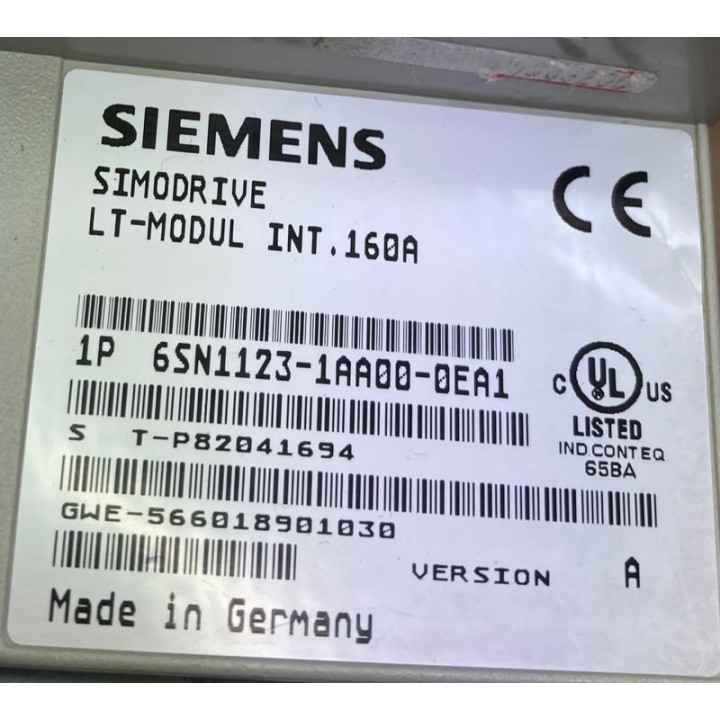 SIEMENS
SIMODRIVE
LT-MODUL INT.160A
CE
1P 6SN1123-1AA00-0EA1
C UL US
LISTED
IND.CONT.EQ
65BA
S T-P82041694
GWE-566018901030
VERSION A
Made in Germany